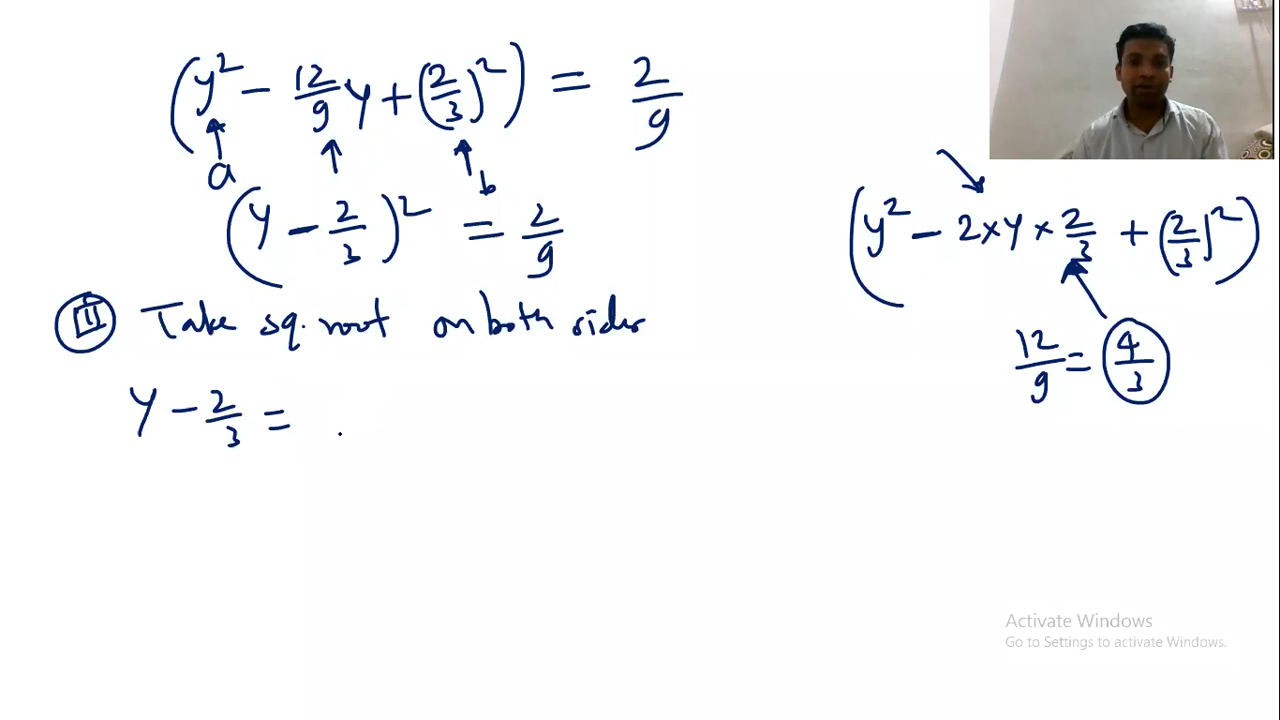 (y² - 12/9 y + (2/3)²) = 2/9
a
b
(y - 2/3)² = 2/9
II Take sq. root on both sides
y - 2/3 =
(y² - 2×y×2/3 + (2/3)²)
12/9 = 4/3
Activate Windows
Go to Settings to activate Windows.